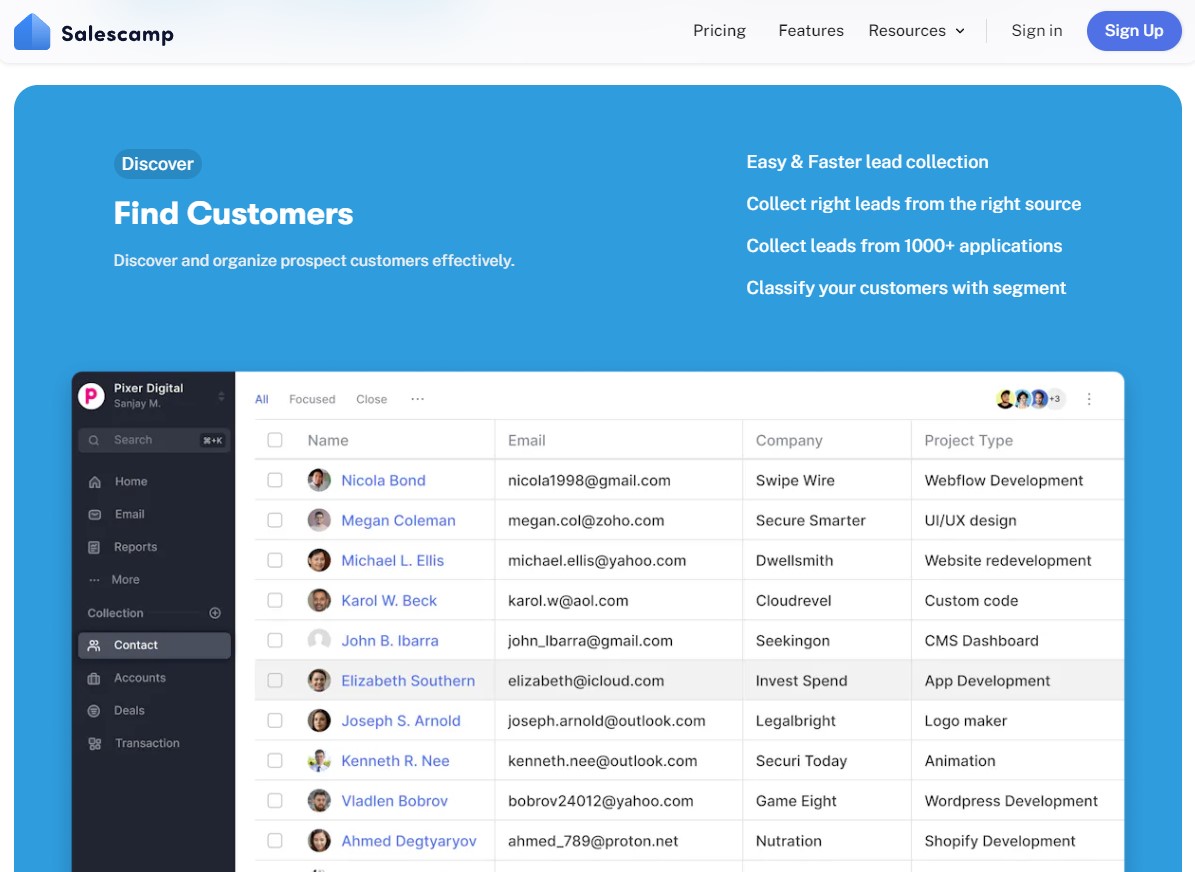 Salescamp
Pricing
Features
Resources
Sign in
Sign Up
Discover
Find Customers
Discover and organize prospect customers effectively.
Easy & Faster lead collection
Collect right leads from the right source
Collect leads from 1000+ applications
Classify your customers with segment
P
Pixer Digital
Sanjay M.
Search ⌘+K
Home
Email
Reports
More
Collection
Contact
Accounts
Deals
Transaction
All Focused Close ··· +3
Name Email Company Project Type
Nicola Bond nicola1998@gmail.com Swipe Wire Webflow Development
Megan Coleman megan.col@zoho.com Secure Smarter UI/UX design
Michael L. Ellis michael.ellis@yahoo.com Dwellsmith Website redevelopment
Karol W. Beck karol.w@aol.com Cloudrevel Custom code
John B. Ibarra john_Ibarra@gmail.com Seekingon CMS Dashboard
Elizabeth Southern elizabeth@icloud.com Invest Spend App Development
Joseph S. Arnold joseph.arnold@outlook.com Legalbright Logo maker
Kenneth R. Nee kenneth.nee@outlook.com Securi Today Animation
Vladlen Bobrov bobrov24012@yahoo.com Game Eight Wordpress Development
Ahmed Degtyaryov ahmed_789@proton.net Nutration Shopify Development